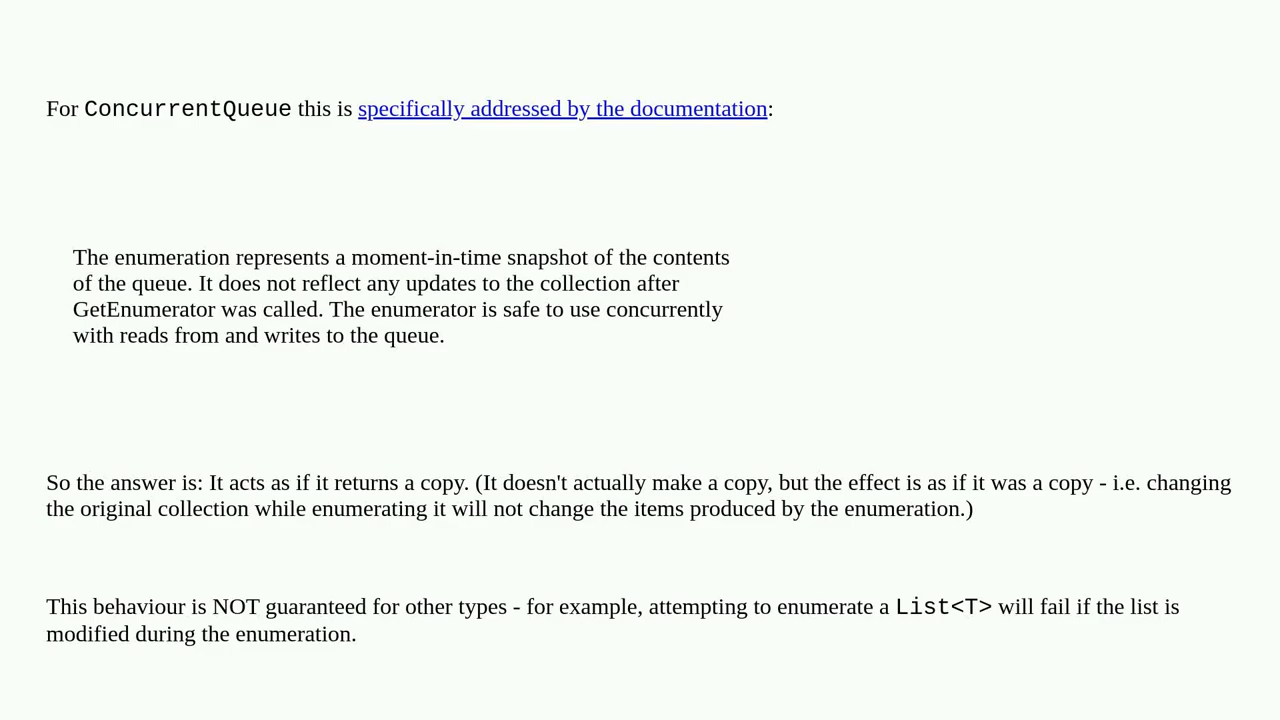 For ConcurrentQueue this is specifically addressed by the documentation:
The enumeration represents a moment-in-time snapshot of the contents
of the queue. It does not reflect any updates to the collection after
GetEnumerator was called. The enumerator is safe to use concurrently
with reads from and writes to the queue.
So the answer is: It acts as if it returns a copy. (It doesn't actually make a copy, but the effect is as if it was a copy - i.e. changing
the original collection while enumerating it will not change the items produced by the enumeration.)
This behaviour is NOT guaranteed for other types - for example, attempting to enumerate a List<T> will fail if the list is
modified during the enumeration.